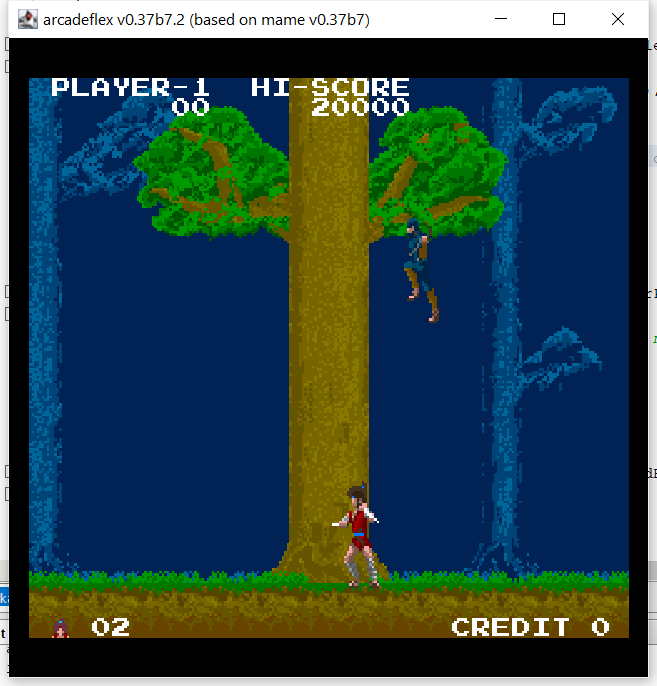 arcadeflex v0.37b7.2 (based on mame v0.37b7)
PLAYER-1 HI-SCORE
00 20000
02 CREDIT 0